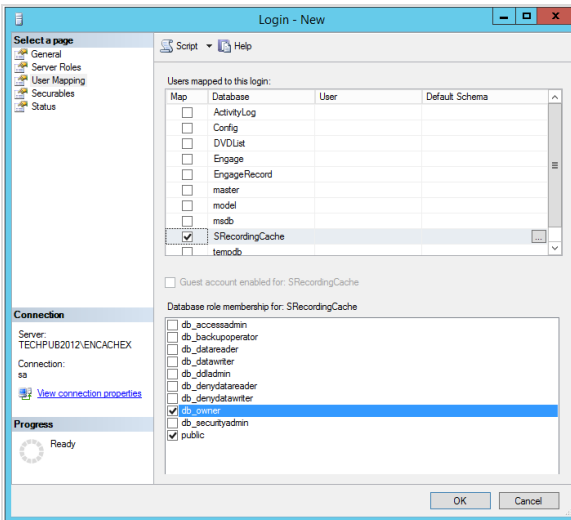 Login - New
Select a page
General
Server Roles
User Mapping
Securables
Status
Script Help
Users mapped to this login:
Map Database User Default Schema
ActivityLog
Config
DVDList
Engage
EngageRecord
master
model
msdb
SRecordingCache ...
tempdb
Guest account enabled for: SRecordingCache
Database role membership for: SRecordingCache
db_accessadmin
db_backupoperator
db_datareader
db_datawriter
db_ddladmin
db_denydatareader
db_denydatawriter
db_owner
db_securityadmin
public
Connection
Server:
TECHPUB2012\ENCACHEX
Connection:
sa
View connection properties
Progress
Ready
OK Cancel